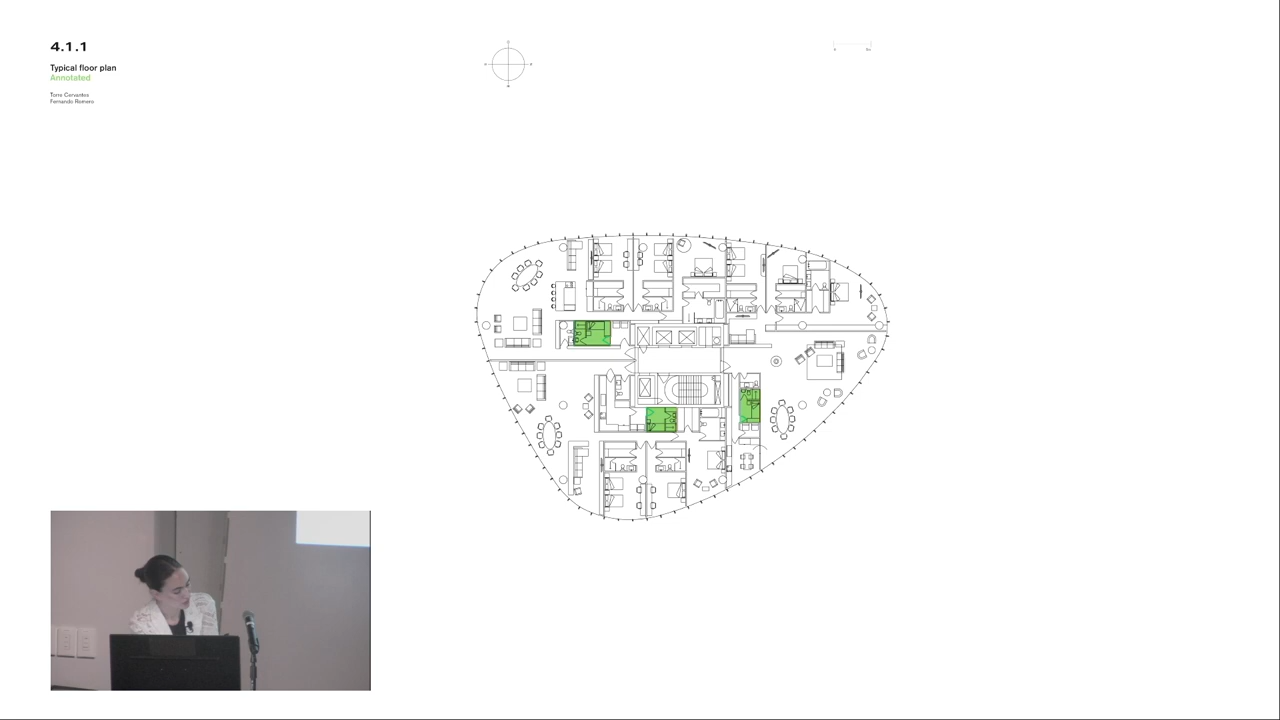 4.1.1
Typical floor plan
Annotated
Torre Cervantes
Fernando Romero